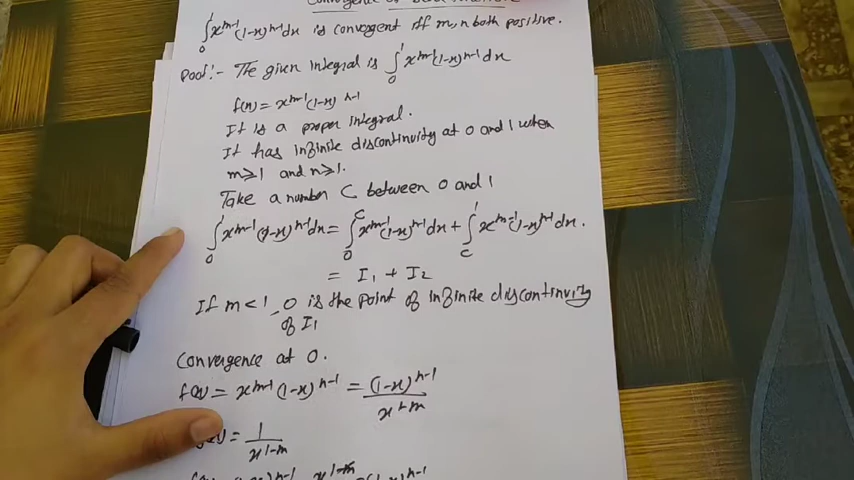 Convergence of Beta function
∫₀¹ x^(m-1) (1-x)^(n-1) dx is convergent iff m, n both positive.
Proof:- The given integral is ∫₀¹ x^(m-1) (1-x)^(n-1) dx
f(x) = x^(m-1) (1-x)^(n-1)
It is a proper integral.
It has infinite discontinuity at 0 and 1 when
m ≥ 1 and n ≥ 1.
Take a number C between 0 and 1
∫₀¹ x^(m-1) (1-x)^(n-1) dx = ∫₀^C x^(m-1) (1-x)^(n-1) dx + ∫_C¹ x^(m-1) (1-x)^(n-1) dx.
= I₁ + I₂
If m < 1, 0 is the point of infinite discontinuity
of I₁
Convergence at 0.
f(x) = x^(m-1) (1-x)^(n-1) = (1-x)^(n-1) / x^(1-m)
= 1 / x^(1-m)